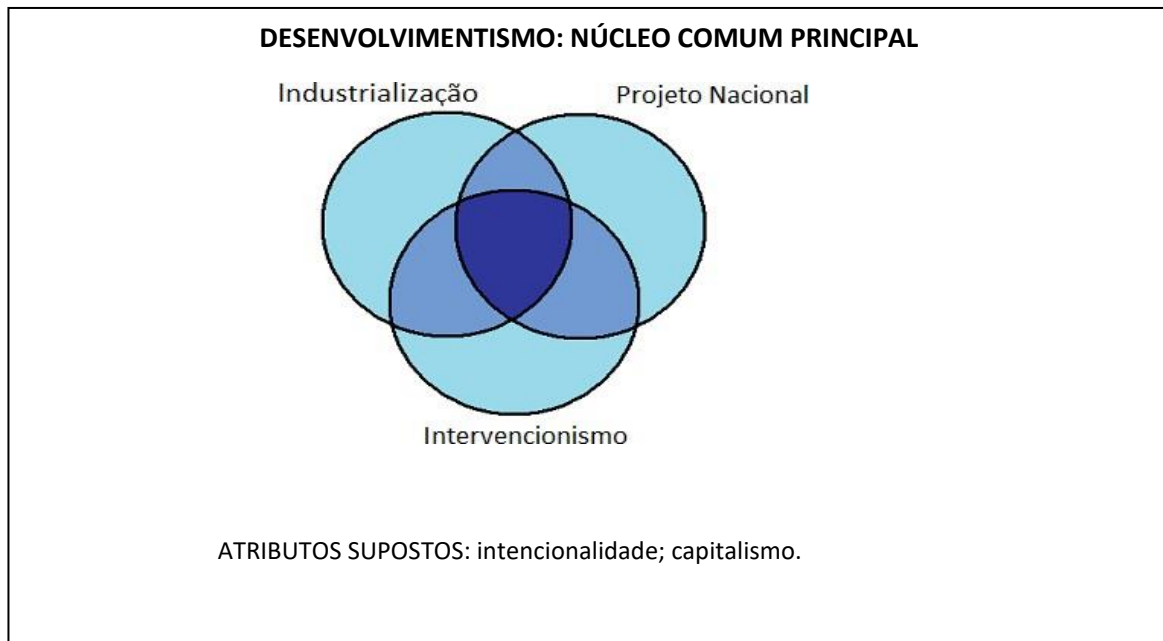 DESENVOLVIMENTISMO: NÚCLEO COMUM PRINCIPAL
Industrialização
Projeto Nacional
Intervencionismo
ATRIBUTOS SUPOSTOS: intencionalidade; capitalismo.